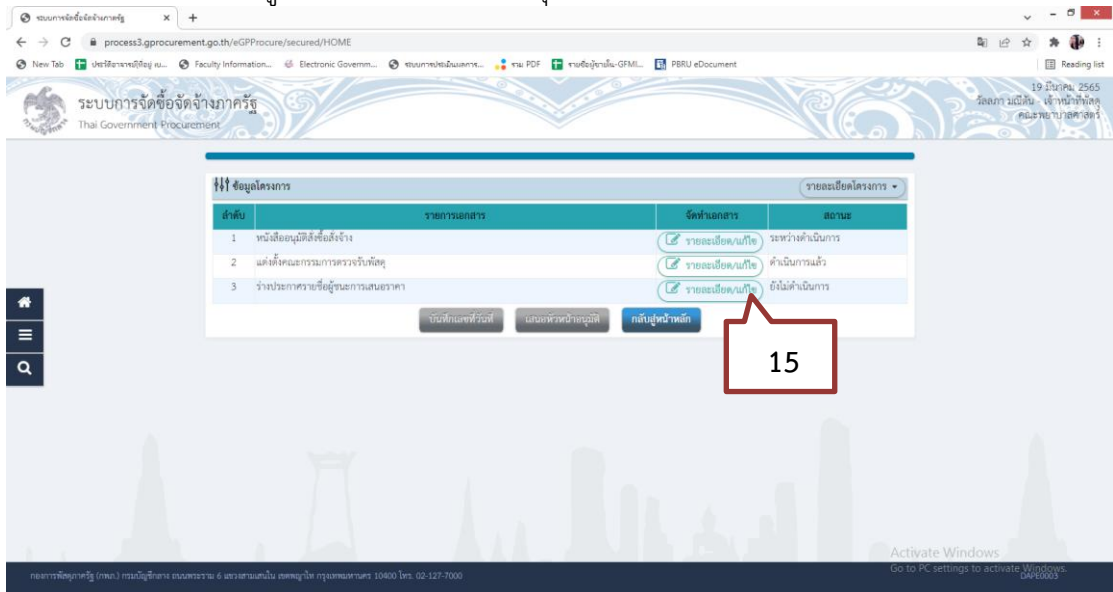 ระบบการจัดซื้อจัดจ้างภาครัฐ
process3.gprocurement.go.th/eGPProcure/secured/HOME
New Tab
Faculty Information...
Electronic Governm...
รวม PDF
PBRU eDocument
Reading list
ระบบการจัดซื้อจัดจ้างภาครัฐ
Thai Government Procurement
19 มีนาคม 2565
วัลลภา มณีดัน - เจ้าหน้าที่พัสดุ
คณะพยาบาลศาสตร์
ข้อมูลโครงการ
รายละเอียดโครงการ
ลำดับ รายการเอกสาร จัดทำเอกสาร สถานะ
1 หนังสืออนุมัติสั่งซื้อสั่งจ้าง รายละเอียด/แก้ไข ระหว่างดำเนินการ
2 แต่งตั้งคณะกรรมการตรวจรับพัสดุ รายละเอียด/แก้ไข ดำเนินการแล้ว
3 ร่างประกาศรายชื่อผู้ชนะการเสนอราคา รายละเอียด/แก้ไข ยังไม่ดำเนินการ
บันทึกเลขที่วันที่ เสนอหัวหน้าอนุมัติ กลับสู่หน้าหลัก
15
Activate Windows
Go to PC settings to activate Windows.
กองการพัสดุภาครัฐ (กพภ.) กรมบัญชีกลาง ถนนพระราม 6 แขวงสามเสนใน เขตพญาไท กรุงเทพมหานคร 10400 โทร. 02-127-7000
DAPE0003